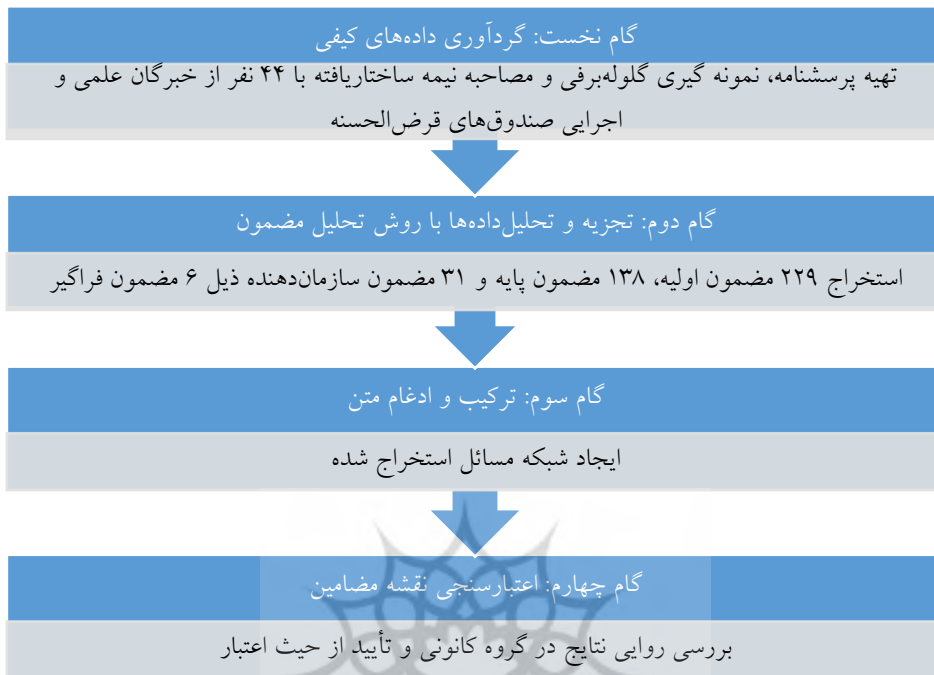 گام نخست: گردآوری داده‌های کیفی
تهیه پرسشنامه، نمونه گیری گلوله‌برفی و مصاحبه نیمه ساختاریافته با ۴۴ نفر از خبرگان علمی و
اجرایی صندوق‌های قرض‌الحسنه
گام دوم: تجزیه و تحلیل‌داده‌ها با روش تحلیل مضمون
استخراج ۲۲۹ مضمون اولیه، ۱۳۸ مضمون پایه و ۳۱ مضمون سازمان‌دهنده ذیل ۶ مضمون فراگیر
گام سوم: ترکیب و ادغام متن
ایجاد شبکه مسائل استخراج شده
گام چهارم: اعتبارسنجی نقشه مضامین
بررسی روایی نتایج در گروه کانونی و تأیید از حیث اعتبار